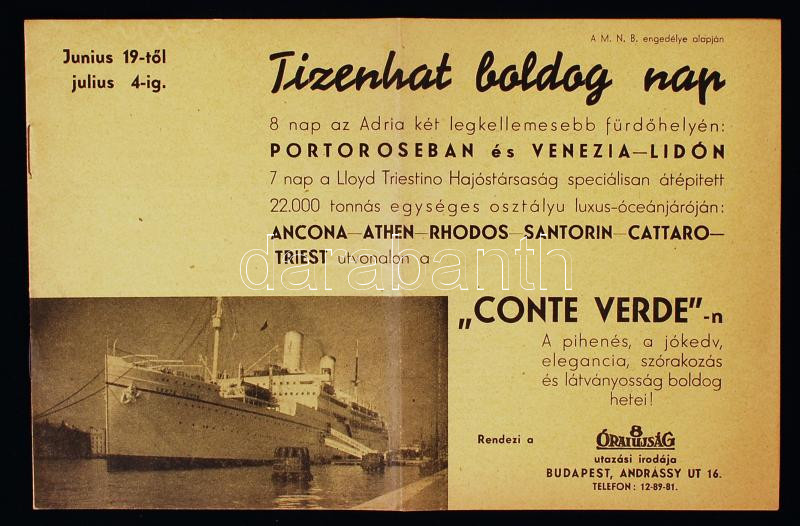 A M. N. B. engedélye alapján
Junius 19-től
julius 4-ig.
Tizenhat boldog nap
8 nap az Adria két legkellemesebb fürdőhelyén:
PORTOROSEBAN és VENEZIA—LIDÓN
7 nap a Lloyd Triestino Hajóstársaság speciálisan átépitett
22.000 tonnás egységes osztályu luxus-óceánjáróján:
ANCONA—ATHEN—RHODOS—SANTORIN—CATTARO—
TRIEST útvonalon a
darabanth
„CONTE VERDE”-n
A pihenés, a jókedv,
elegancia, szórakozás
és látványosság boldog
hetei!
Rendezi a
8
ÓRAI UJSÁG
utazási irodája
BUDAPEST, ANDRÁSSY UT 16.
TELEFON: 12-89-81.